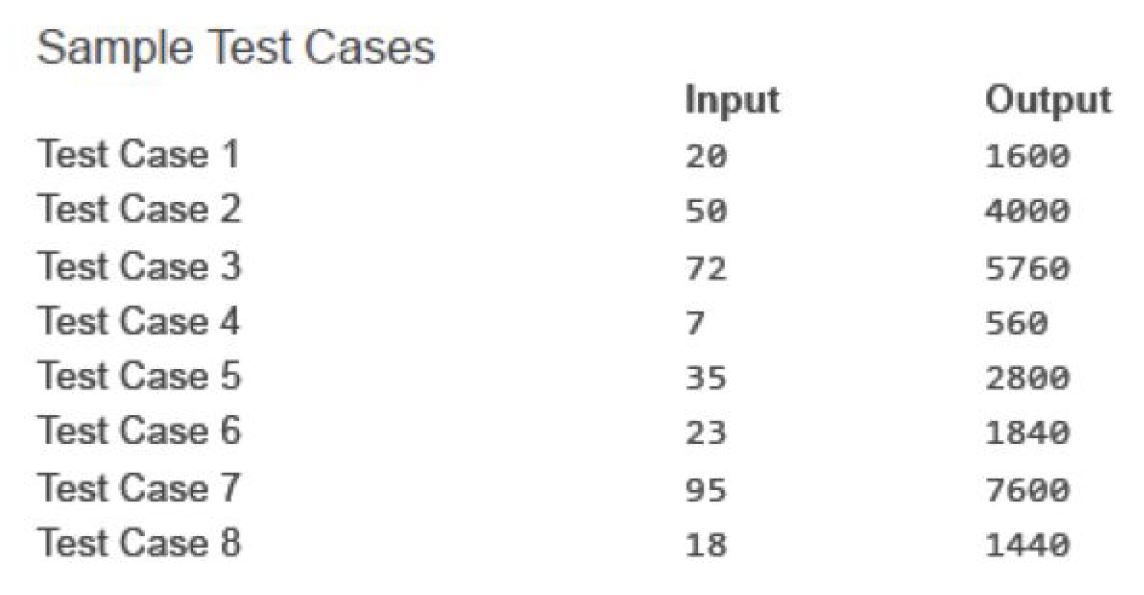 Sample Test Cases
Input Output
Test Case 1 20 1600
Test Case 2 50 4000
Test Case 3 72 5760
Test Case 4 7 560
Test Case 5 35 2800
Test Case 6 23 1840
Test Case 7 95 7600
Test Case 8 18 1440